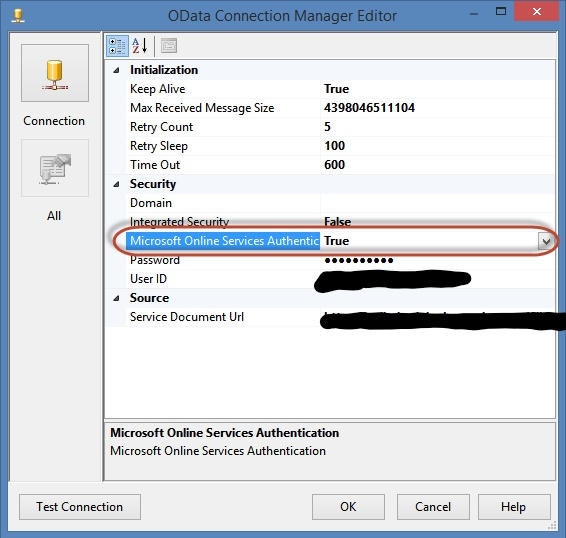 OData Connection Manager Editor
Connection
All
Initialization
Keep Alive True
Max Received Message Size 4398046511104
Retry Count 5
Retry Sleep 100
Time Out 600
Security
Domain
Integrated Security False
Microsoft Online Services Authentic True
Password ●●●●●●●●●●
User ID
Source
Service Document Url
Microsoft Online Services Authentication
Microsoft Online Services Authentication
Test Connection OK Cancel Help